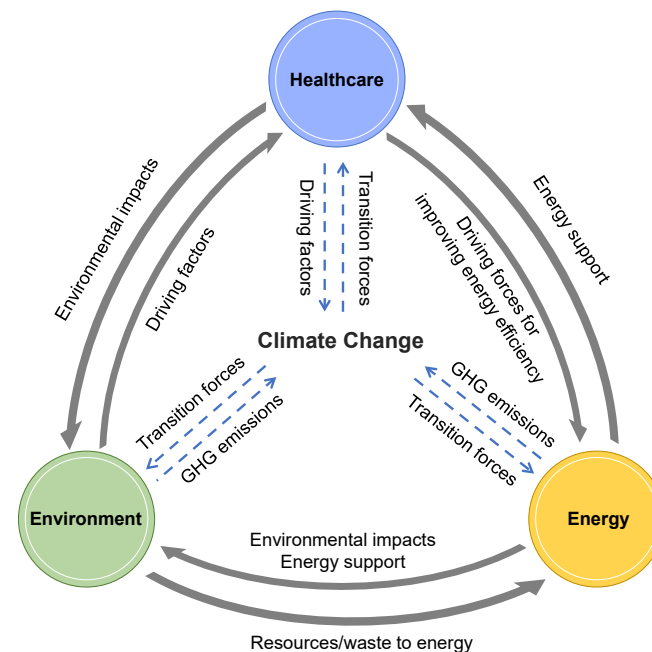 Healthcare
Environmental impacts
Driving factors
Driving factors
Transition forces
Driving forces for
improving energy efficiency
Energy support
Climate Change
Transition forces
GHG emissions
GHG emissions
Transition forces
Environment
Energy
Environmental impacts
Energy support
Resources/waste to energy